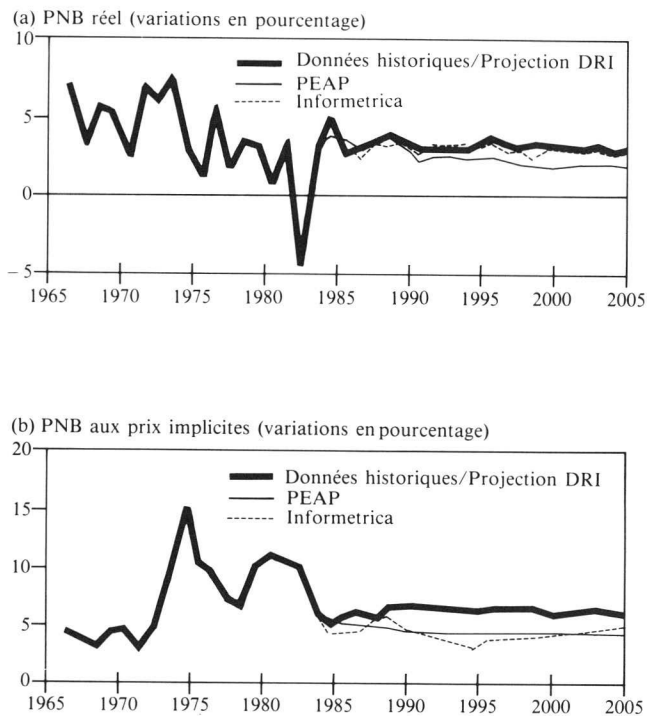 (a) PNB réel (variations en pourcentage)
10
Données historiques/Projection DRI
PEAP
Informetrica
5
0
– 5
1965 1970 1975 1980 1985 1990 1995 2000 2005
(b) PNB aux prix implicites (variations en pourcentage)
20
Données historiques/Projection DRI
PEAP
Informetrica
15
10
5
0
1965 1970 1975 1980 1985 1990 1995 2000 2005